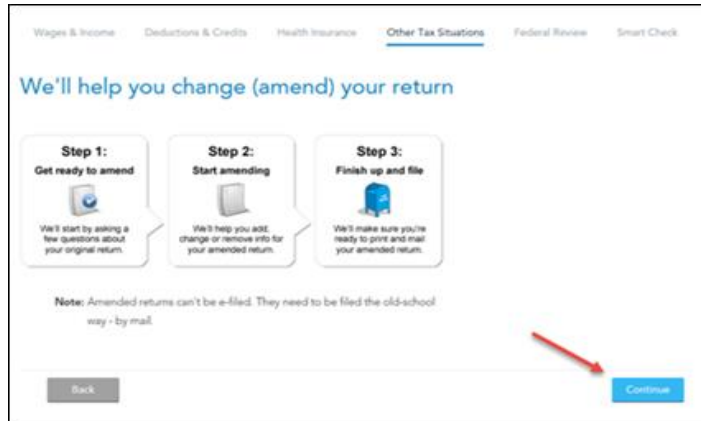 Wages & Income Deductions & Credits Health Insurance Other Tax Situations Federal Review Smart Check
We'll help you change (amend) your return
Step 1:
Get ready to amend
We'll start by asking a
few questions about
your original return.
Step 2:
Start amending
We'll help you add,
change or remove info for
your amended return.
Step 3:
Finish up and file
We'll make sure you're
ready to print and mail
your amended return.
Note: Amended returns can't be e-filed. They need to be filed the old-school
way - by mail.
Back
Continue